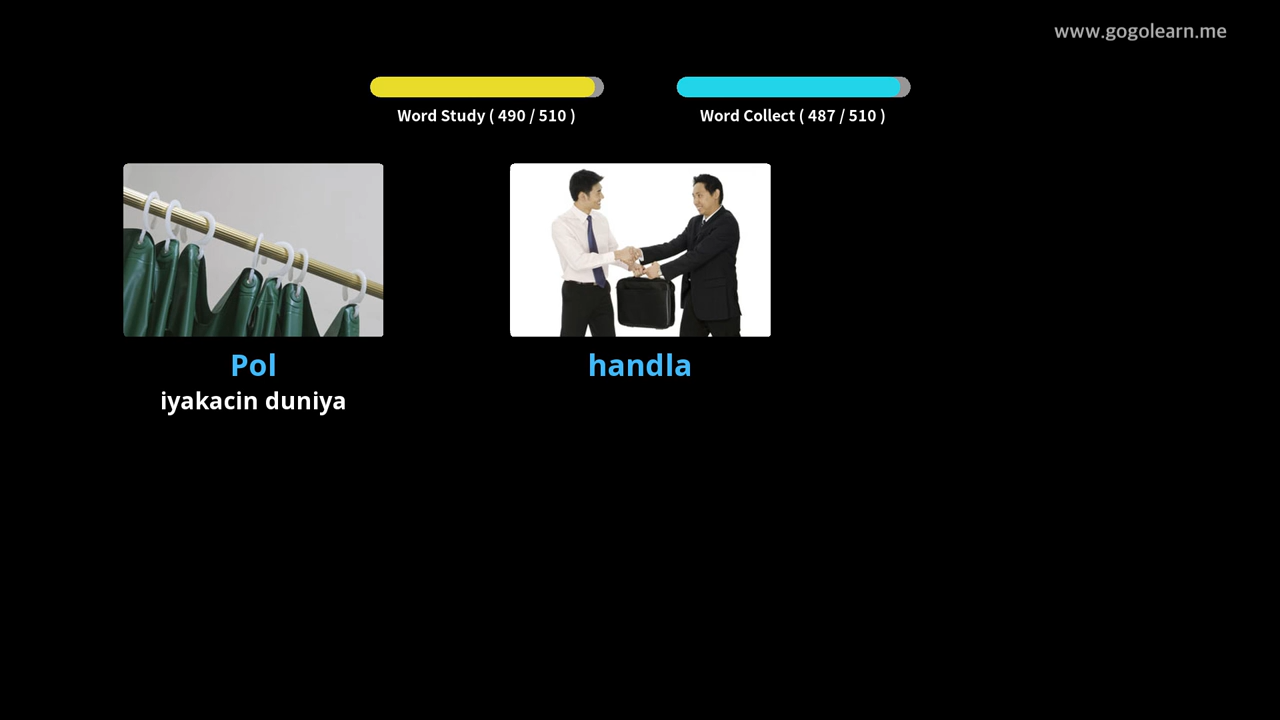 www.gogolearn.me
Word Study ( 490 / 510 )
Word Collect ( 487 / 510 )
Pol
handla
iyakacin duniya